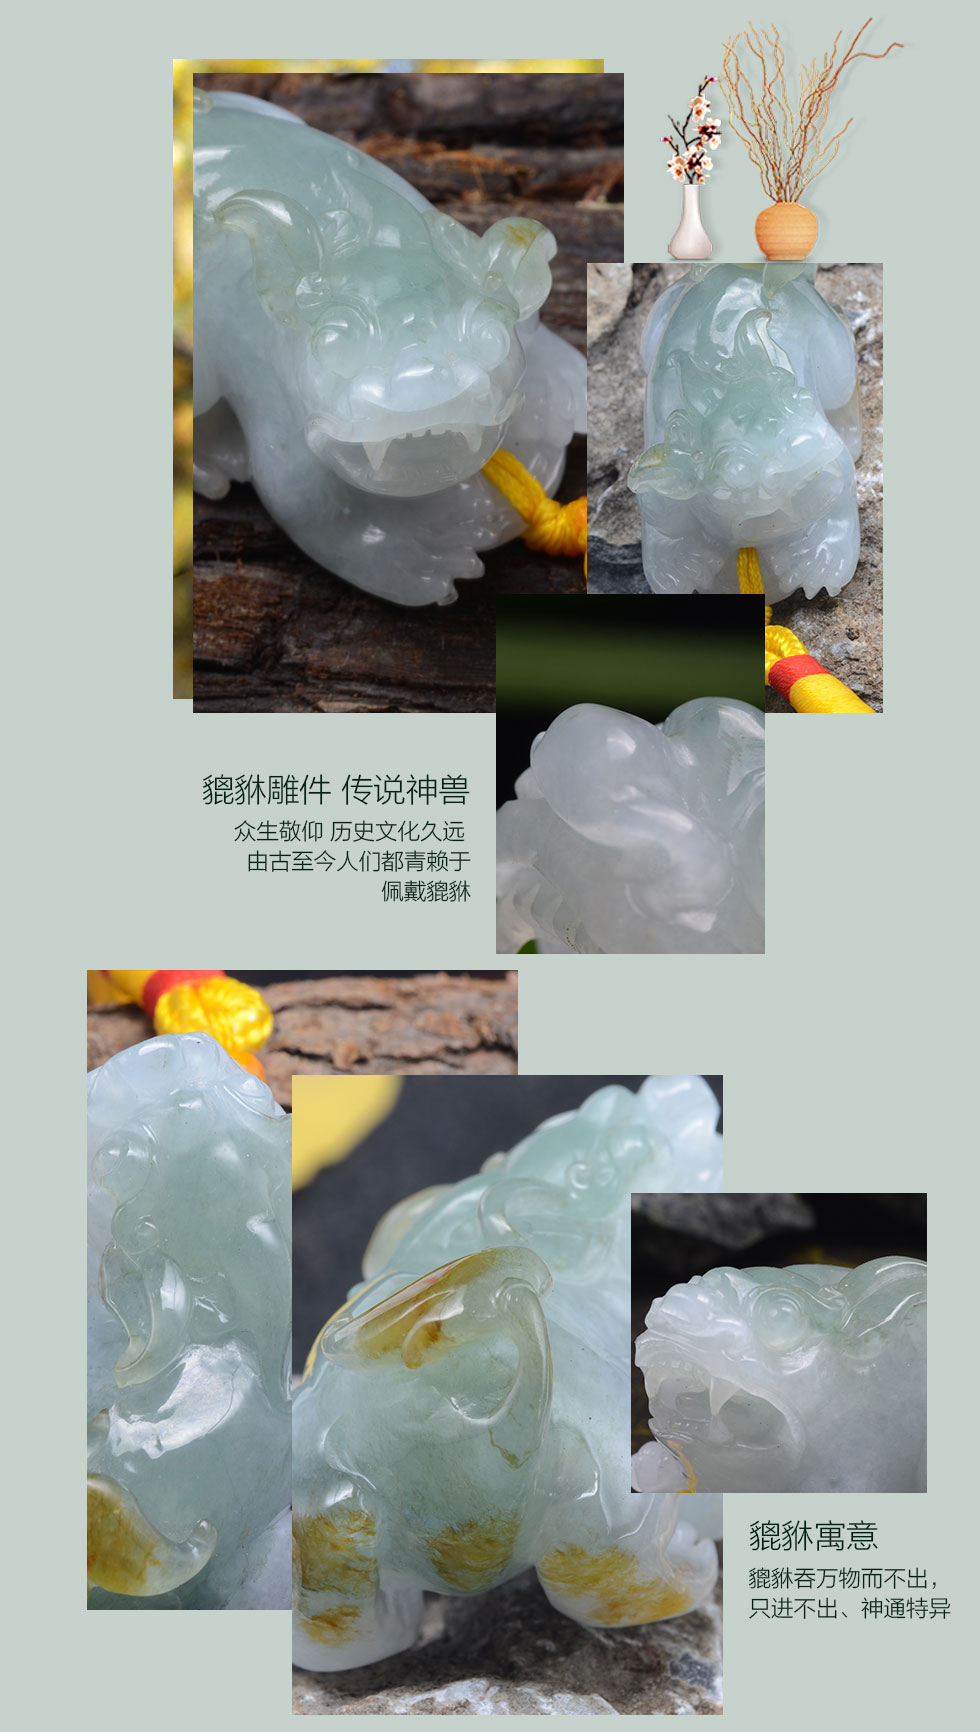 貔貅雕件 传说神兽
众生敬仰 历史文化久远
由古至今人们都青赖于
佩戴貔貅
貔貅寓意
貔貅吞万物而不出，
只进不出、神通特异